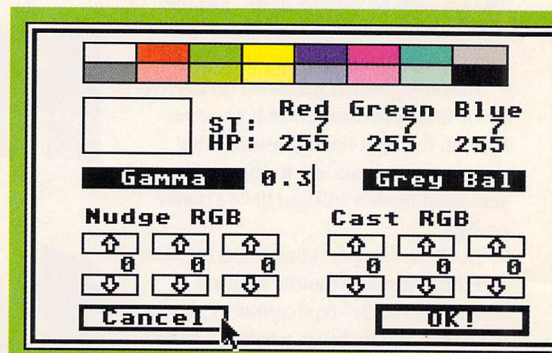 Red Green Blue
ST: 7 7 7
HP: 255 255 255
Gamma 0.3 Grey Bal
Nudge RGB Cast RGB
0 0 0 0 0 0
Cancel OK!